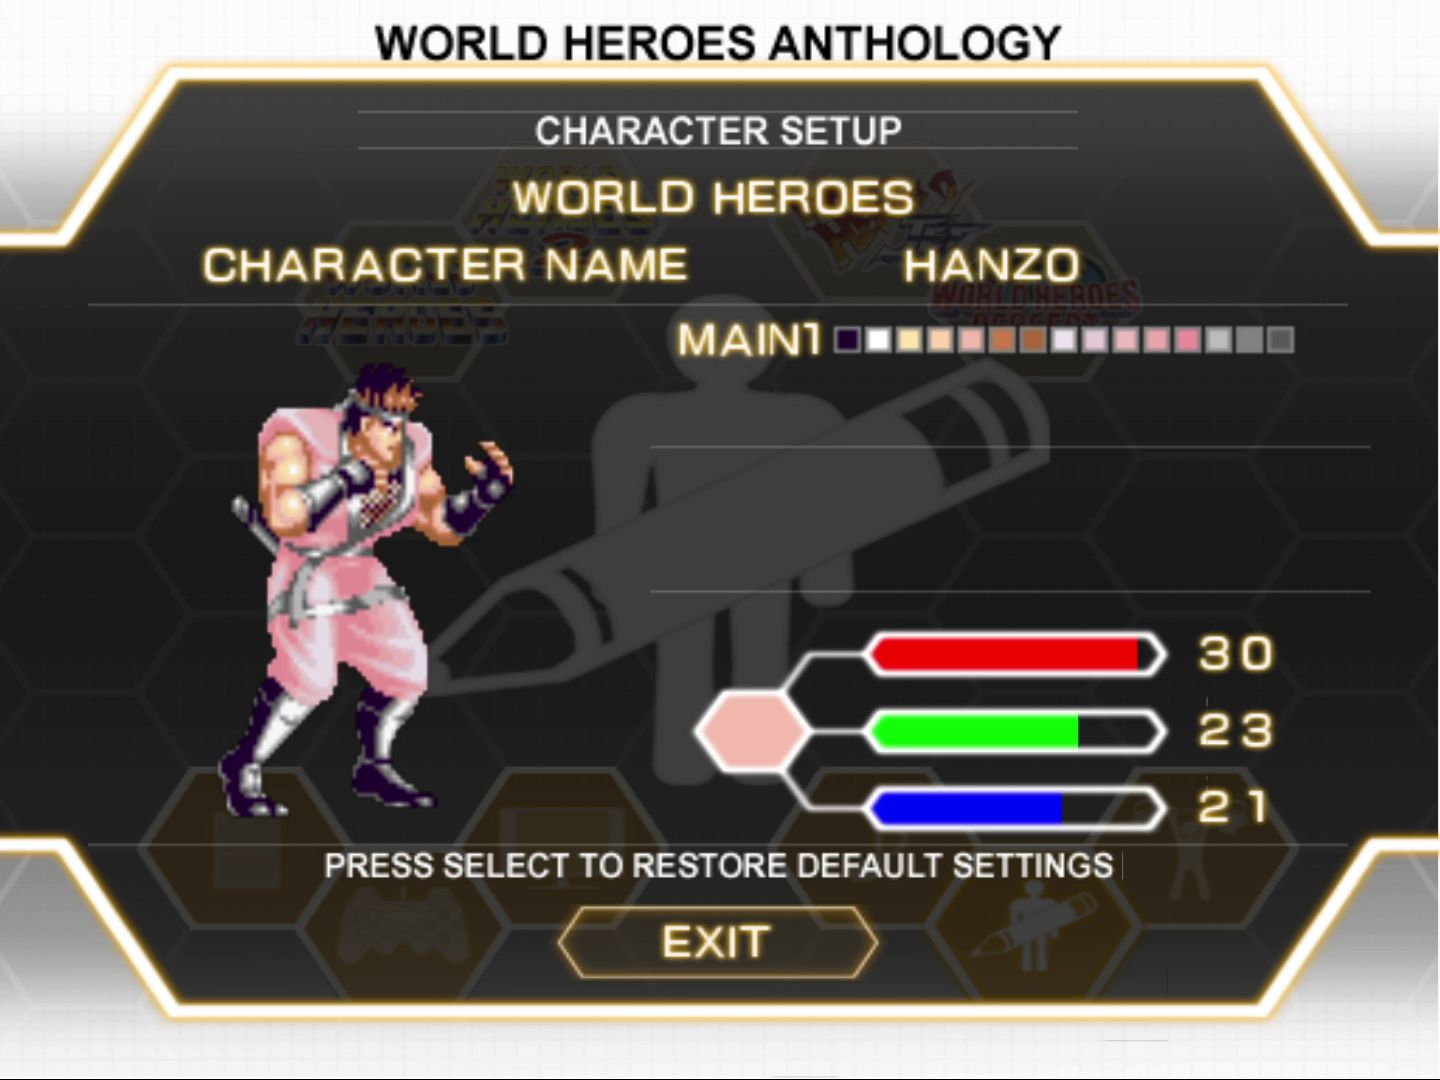 WORLD HEROES ANTHOLOGY
CHARACTER SETUP
WORLD HEROES
CHARACTER NAME HANZO
MAIN1
30
23
21
PRESS SELECT TO RESTORE DEFAULT SETTINGS
EXIT